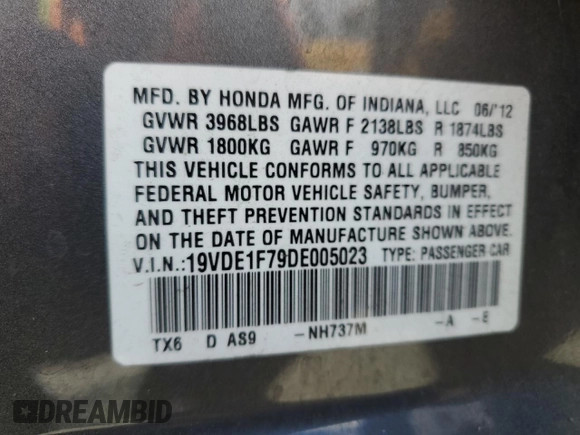 MFD. BY HONDA MFG. OF INDIANA, LLC 06/'12
GVWR 3968LBS GAWR F 2138LBS R 1874LBS
GVWR 1800KG GAWR F 970KG R 850KG
THIS VEHICLE CONFORMS TO ALL APPLICABLE
FEDERAL MOTOR VEHICLE SAFETY, BUMPER,
AND THEFT PREVENTION STANDARDS IN EFFECT
ON THE DATE OF MANUFACTURE SHOWN ABOVE.
V.I.N.:19VDE1F79DE005023 TYPE: PASSENGER CAR
TX6 D AS9 -NH737M -A -B
DREAMBID